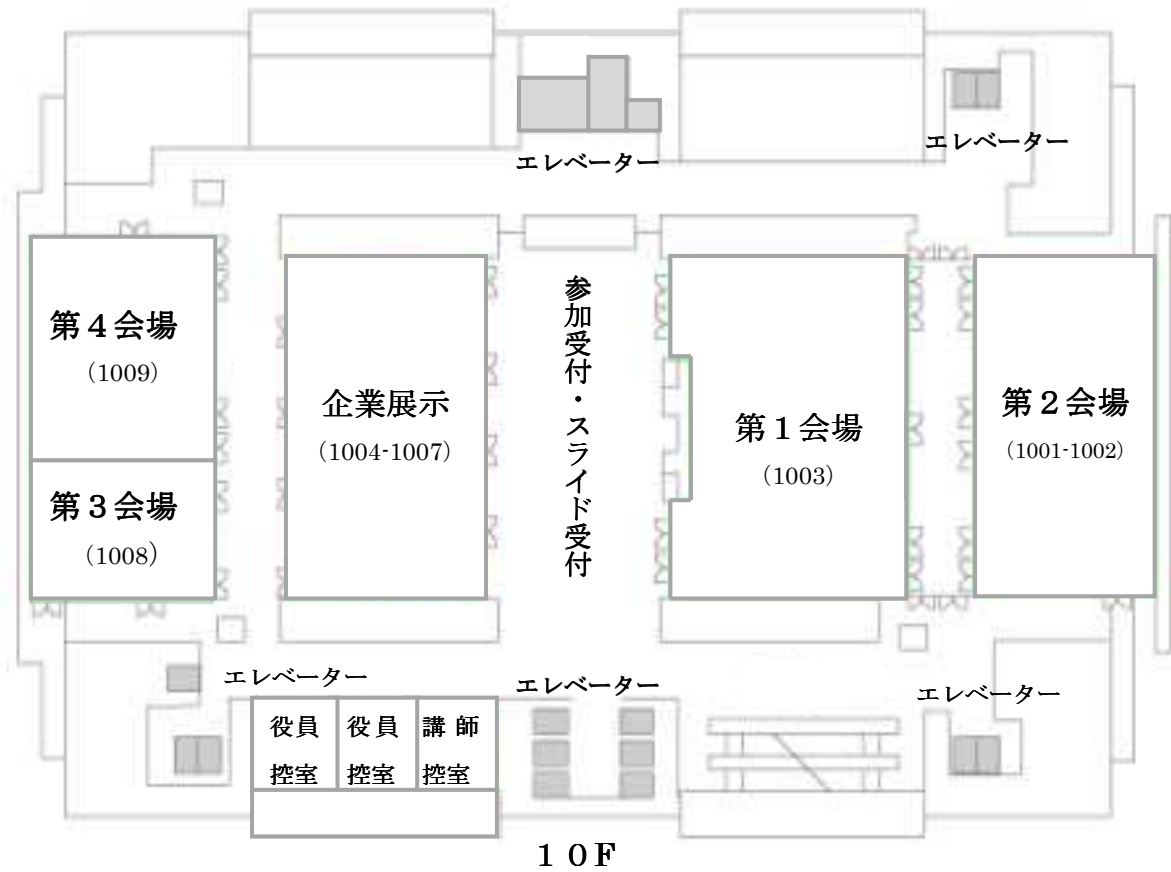 エレベーター
エレベーター
第４会場
（1009）
第３会場
（1008）
企業展示
（1004-1007）
参加受付・スライド受付
第１会場
（1003）
第２会場
（1001-1002）
エレベーター
エレベーター
エレベーター
役員
控室
役員
控室
講師
控室
１０F